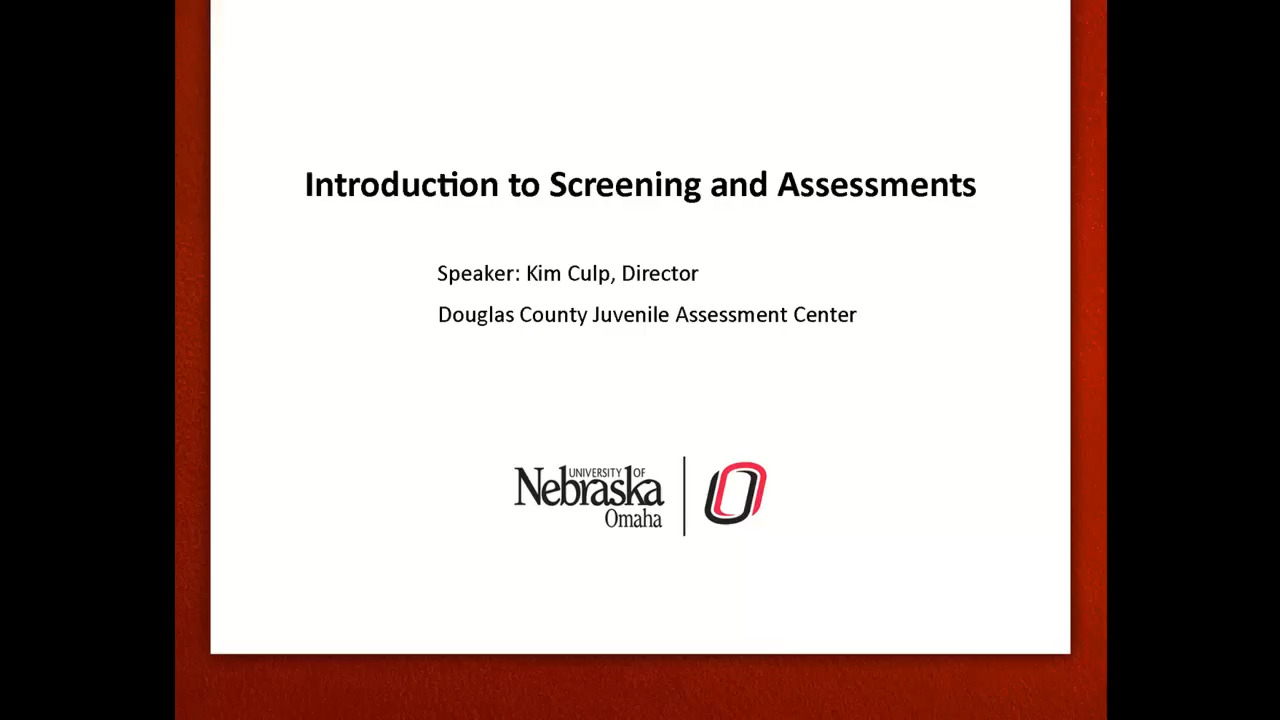 Introduction to Screening and Assessments
Speaker: Kim Culp, Director
Douglas County Juvenile Assessment Center
UNIVERSITY OF
Nebraska
Omaha
O